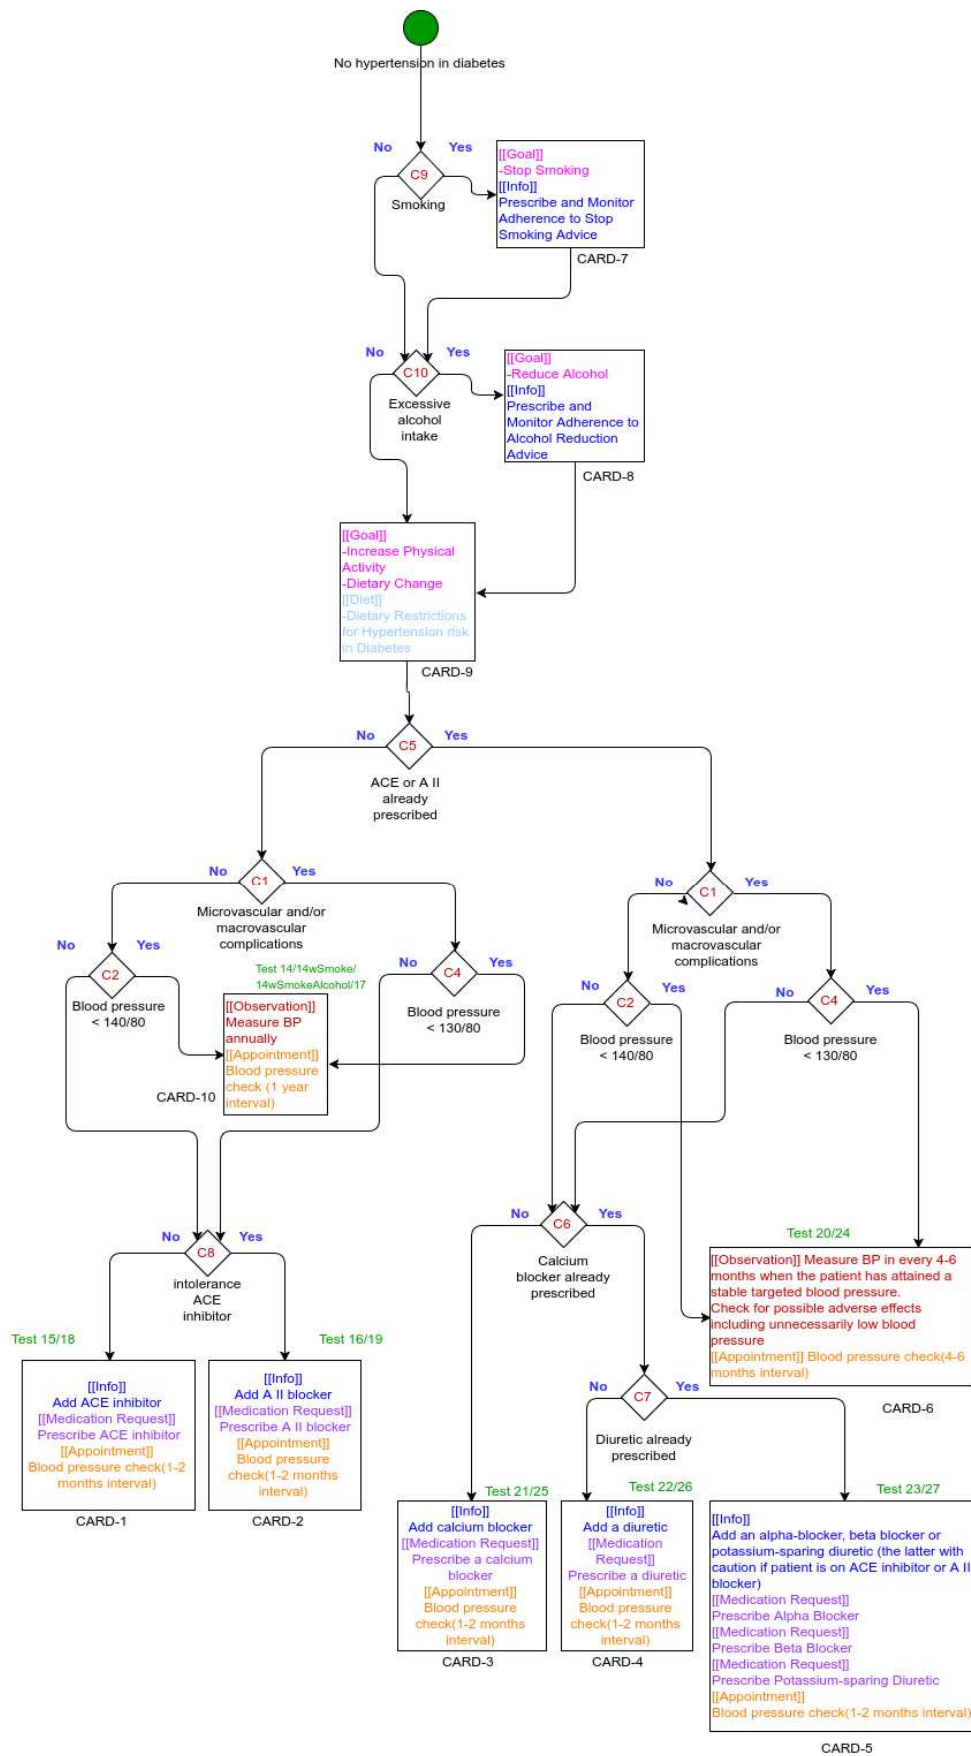 No hypertension in diabetes
No
Yes
C9
Smoking
[[Goal]]
-Stop Smoking
[[Info]]
Prescribe and Monitor
Adherence to Stop
Smoking Advice
CARD-7
No
Yes
C10
Excessive
alcohol
intake
[[Goal]]
-Reduce Alcohol
[[Info]]
Prescribe and
Monitor Adherence to
Alcohol Reduction
Advice
CARD-8
[[Goal]]
-Increase Physical
Activity
-Dietary Change
[[Diet]]
-Dietary Restrictions
for Hypertension risk
in Diabetes
CARD-9
No
Yes
C5
ACE or A II
already
prescribed
No
Yes
C1
Microvascular and/or
macrovascular
complications
No
Yes
C1
Microvascular and/or
macrovascular
complications
No
Yes
C2
Blood pressure
< 140/80
Test 14/14wSmoke/
14wSmokeAlcohol/17
[[Observation]]
Measure BP
annually
[[Appointment]]
Blood pressure
check (1 year
interval)
CARD-10
No
Yes
C4
Blood pressure
< 130/80
C2
Yes
Blood pressure
< 140/80
No
Yes
C4
Blood pressure
< 130/80
No
Yes
C8
intolerance
ACE
inhibitor
No
Yes
C6
Calcium
blocker already
prescribed
Test 20/24
[[Observation]] Measure BP in every 4-6
months when the patient has attained a
stable targeted blood pressure.
Check for possible adverse effects
including unnecessarily low blood
pressure
[[Appointment]] Blood pressure check(4-6
months interval)
CARD-6
Test 15/18
[[Info]]
Add ACE inhibitor
[[Medication Request]]
Prescribe ACE inhibitor
[[Appointment]]
Blood pressure check(1-2
months interval)
CARD-1
Test 16/19
[[Info]]
Add A II blocker
[[Medication Request]]
Prescribe A II blocker
[[Appointment]]
Blood pressure
check(1-2 months
interval)
CARD-2
No
Yes
C7
Diuretic already
prescribed
Test 21/25
[[Info]]
Add calcium blocker
[[Medication Request]]
Prescribe a calcium
blocker
[[Appointment]]
Blood pressure
check(1-2 months
interval)
CARD-3
Test 22/26
[[Info]]
Add a diuretic
[[Medication
Request]]
Prescribe a diuretic
[[Appointment]]
Blood pressure
check(1-2 months
interval)
CARD-4
Test 23/27
[[Info]]
Add an alpha-blocker, beta blocker or
potassium-sparing diuretic (the latter with
caution if patient is on ACE inhibitor or A II
blocker)
[[Medication Request]]
Prescribe Alpha Blocker
[[Medication Request]]
Prescribe Beta Blocker
[[Medication Request]]
Prescribe Potassium-sparing Diuretic
[[Appointment]]
Blood pressure check(1-2 months interval)
CARD-5